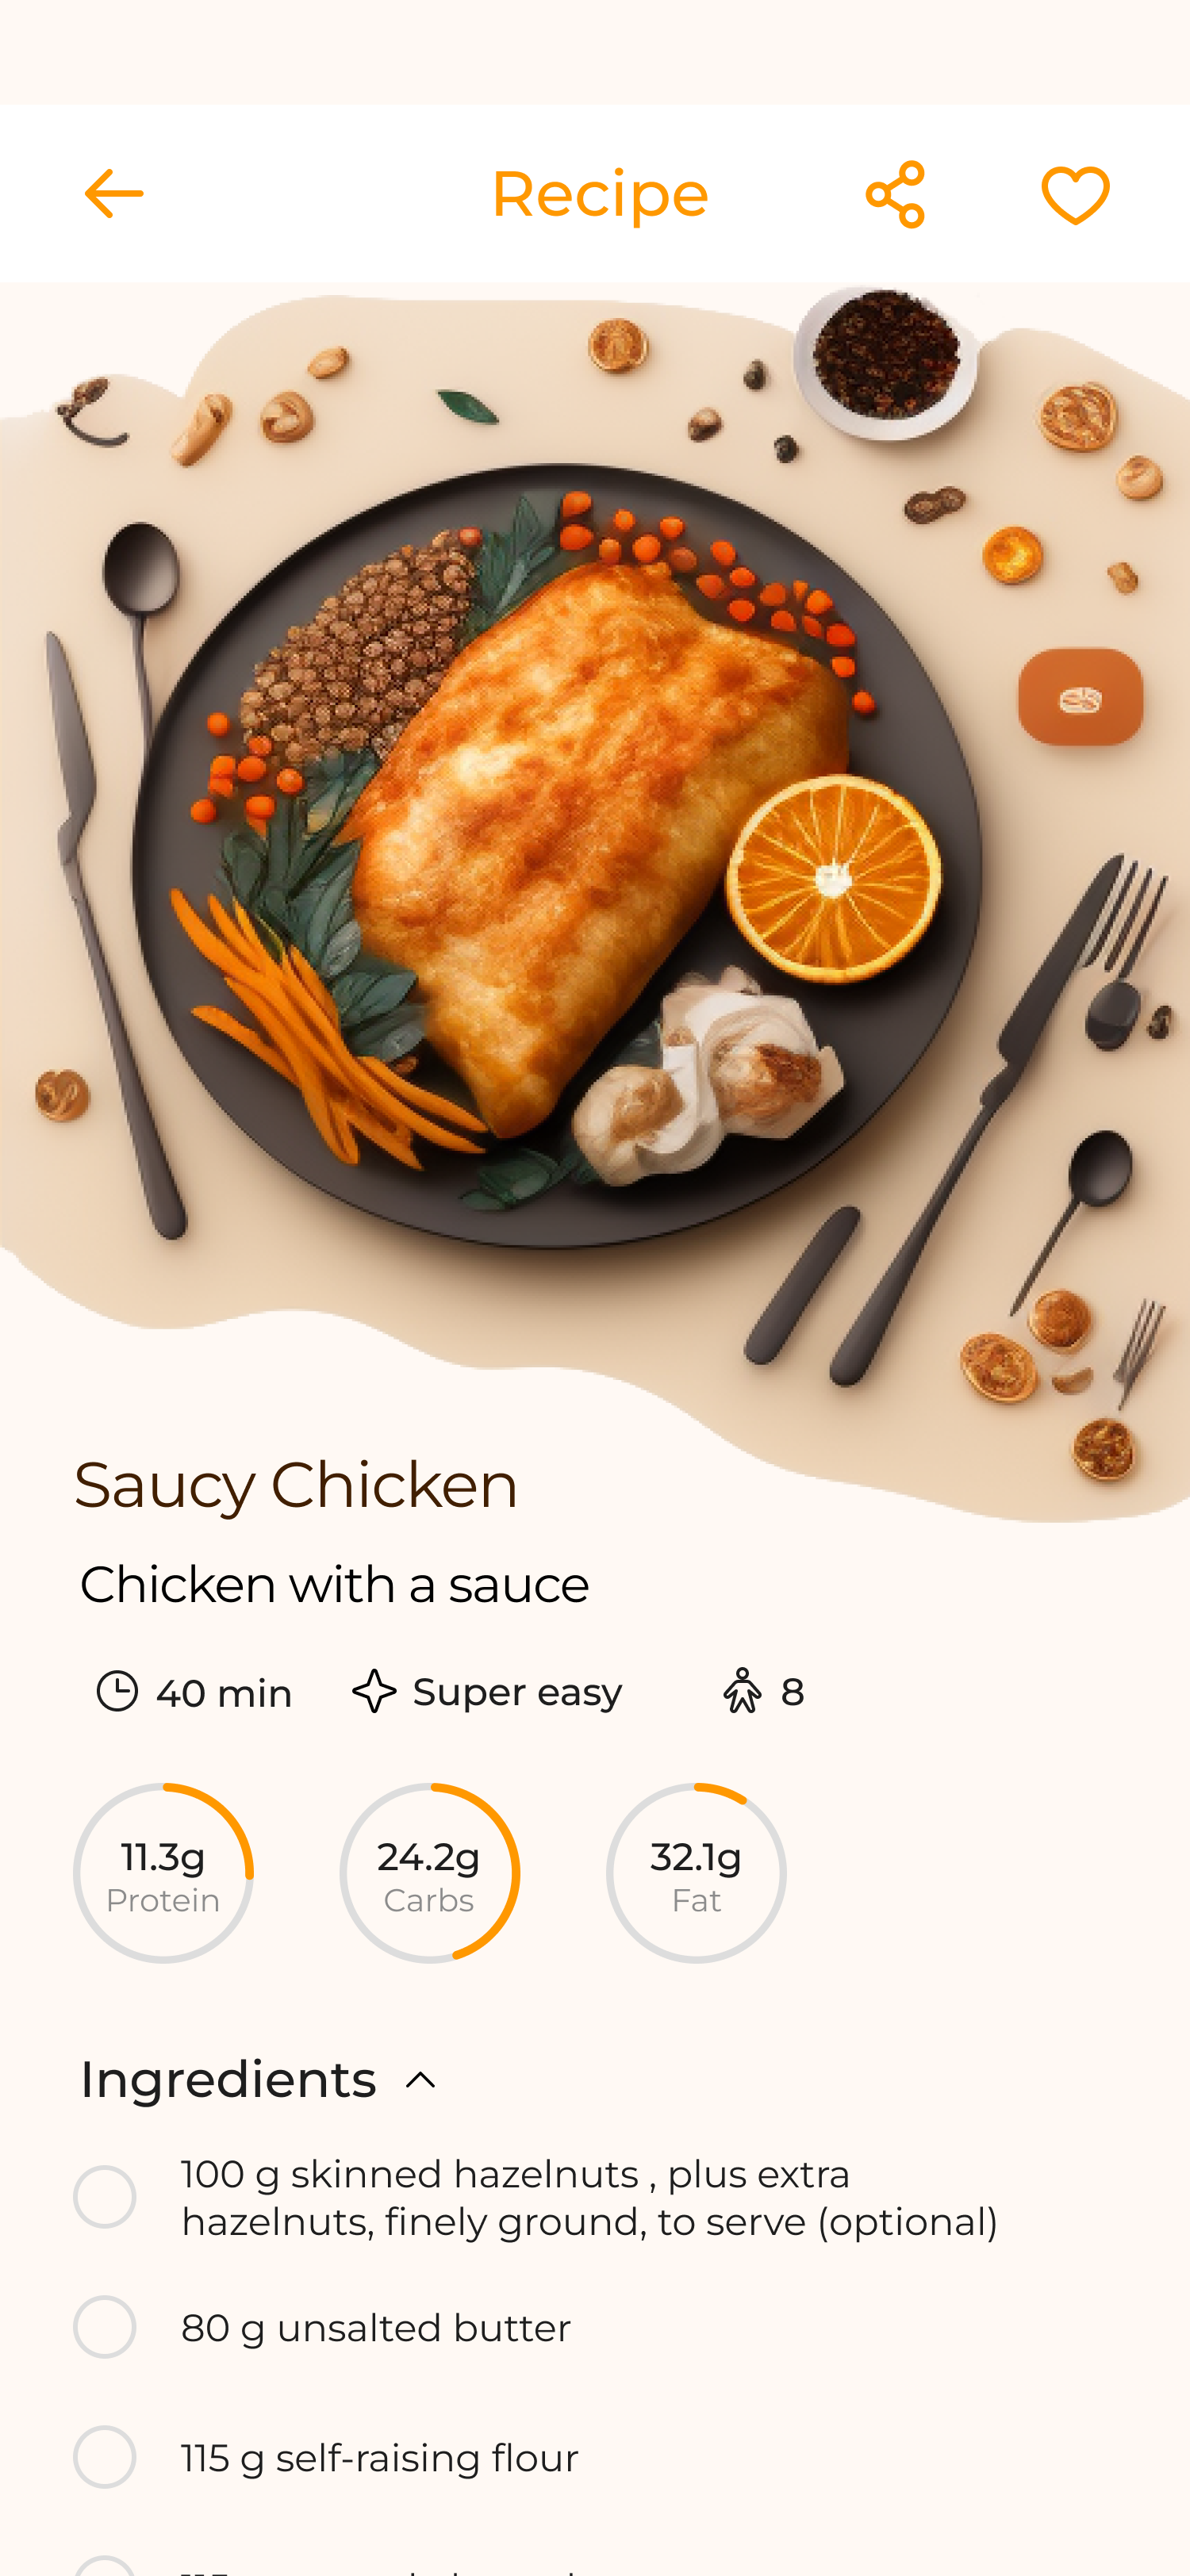 Recipe
Saucy Chicken
Chicken with a sauce
40 min
Super easy
8
11.3g
Protein
24.2g
Carbs
32.1g
Fat
Ingredients
100 g skinned hazelnuts , plus extra
hazelnuts, finely ground, to serve (optional)
80 g unsalted butter
115 g self-raising flour